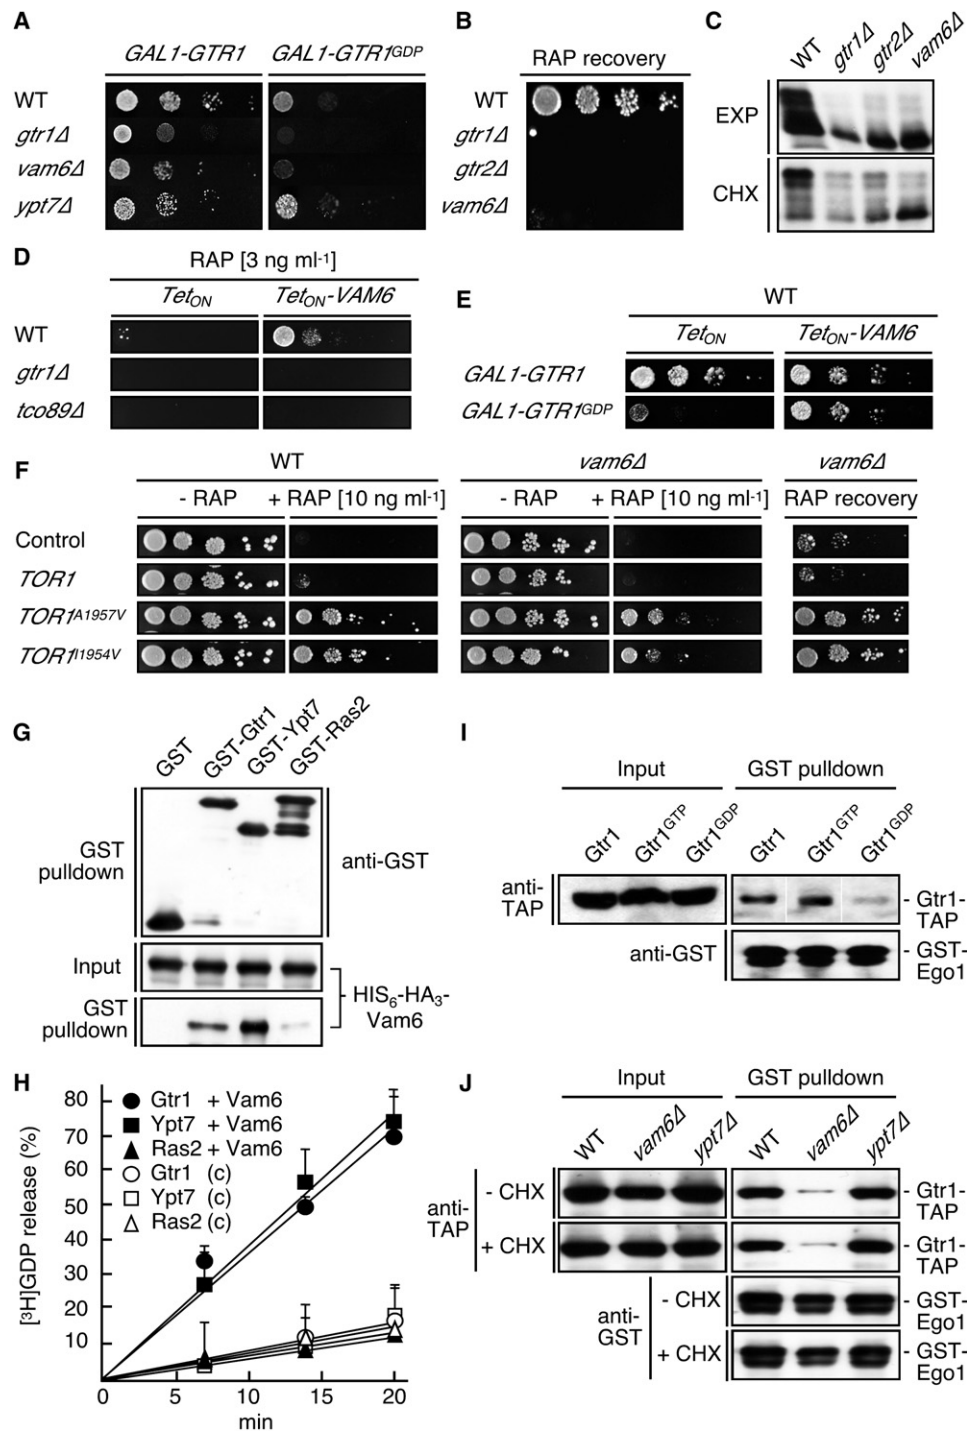 A
GAL1-GTR1 GAL1-GTR1GDP
WT
gtr1Δ
vam6Δ
ypt7Δ
B
RAP recovery
WT
gtr1Δ
gtr2Δ
vam6Δ
C
WT gtr1Δ gtr2Δ vam6Δ
EXP
CHX
D
RAP [3 ng ml-1]
TetON TetON-VAM6
WT
gtr1Δ
tco89Δ
E
WT
TetON TetON-VAM6
GAL1-GTR1
GAL1-GTR1GDP
F
WT vam6Δ vam6Δ
- RAP + RAP [10 ng ml-1] - RAP + RAP [10 ng ml-1] RAP recovery
Control
TOR1
TOR1A1957V
TOR1I1954V
G
GST GST-Gtr1 GST-Ypt7 GST-Ras2
GST
pulldown
anti-GST
Input
GST
pulldown
HIS6-HA3-
Vam6
H
Gtr1 + Vam6
Ypt7 + Vam6
Ras2 + Vam6
Gtr1 (c)
Ypt7 (c)
Ras2 (c)
[3H]GDP release (%)
80
70
60
50
40
30
20
10
0 5 10 15 20
min
I
Input GST pulldown
Gtr1 Gtr1GTP Gtr1GDP Gtr1 Gtr1GTP Gtr1GDP
anti-
TAP
- Gtr1-
TAP
anti-GST
- GST-
Ego1
J
Input GST pulldown
WT vam6Δ ypt7Δ WT vam6Δ ypt7Δ
anti-
TAP
- CHX
- Gtr1-
TAP
+ CHX
- Gtr1-
TAP
anti-
GST
- CHX
- GST-
Ego1
+ CHX
- GST-
Ego1